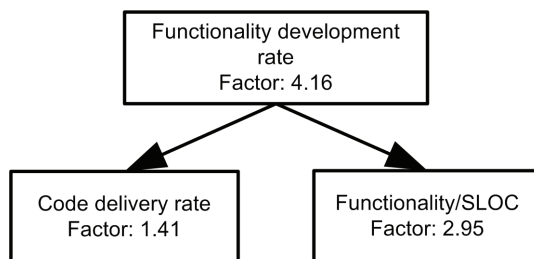 Functionality development
rate
Factor: 4.16
Code delivery rate
Factor: 1.41
Functionality/SLOC
Factor: 2.95